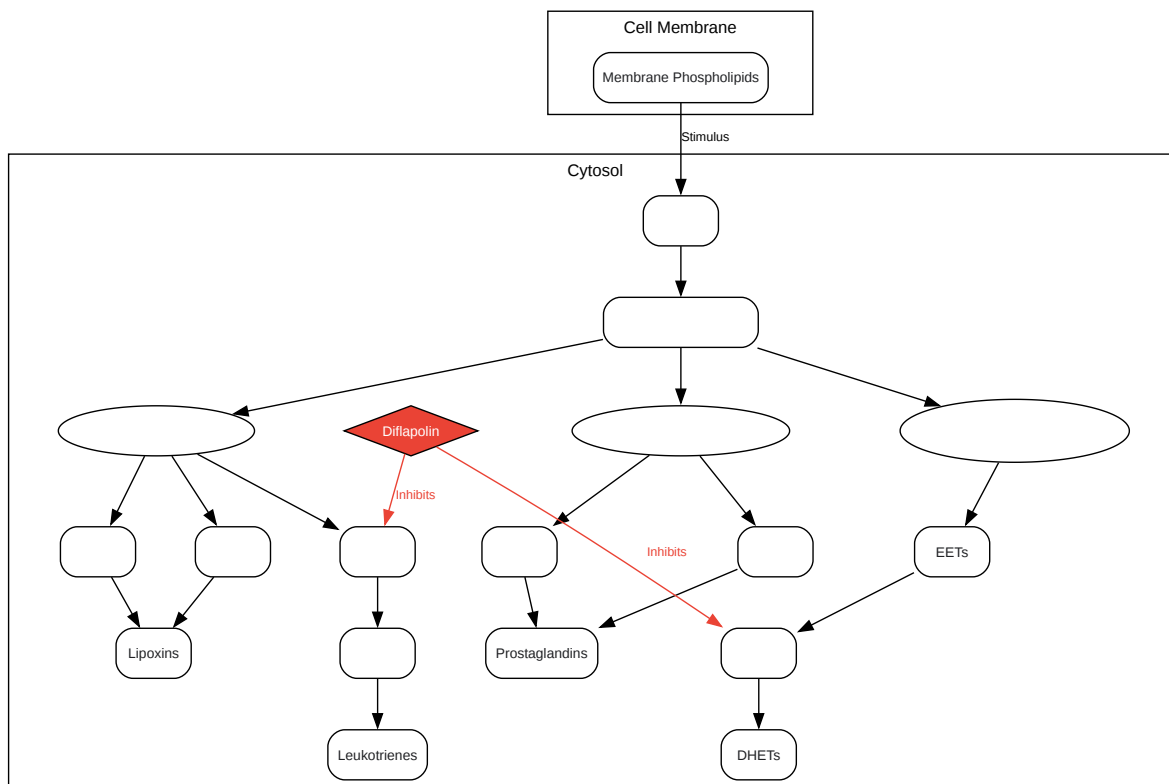 Cell Membrane
Membrane Phospholipids
Stimulus
Cytosol
Diflapolin
Inhibits
Inhibits
EETs
Lipoxins
Prostaglandins
Leukotrienes
DHETs